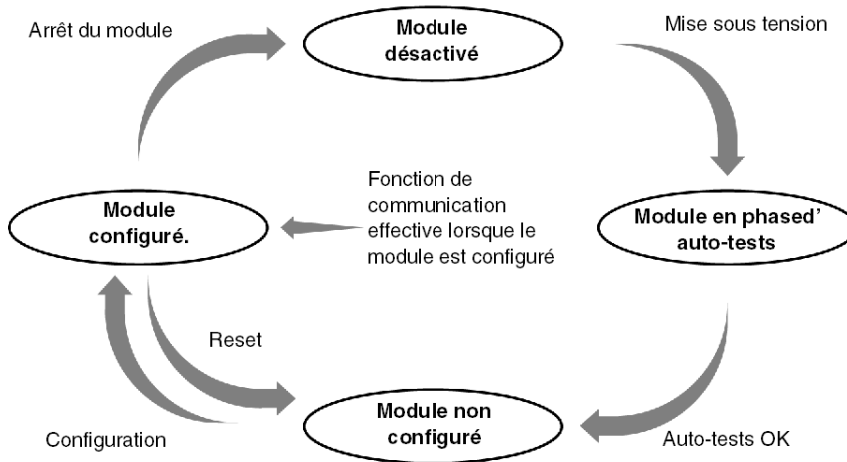 Arrêt du module
Module
désactivé
Mise sous tension
Module
configuré.
Fonction de
communication
effective lorsque le
module est configuré
Module en phased’
auto-tests
Reset
Configuration
Module non
configuré
Auto-tests OK